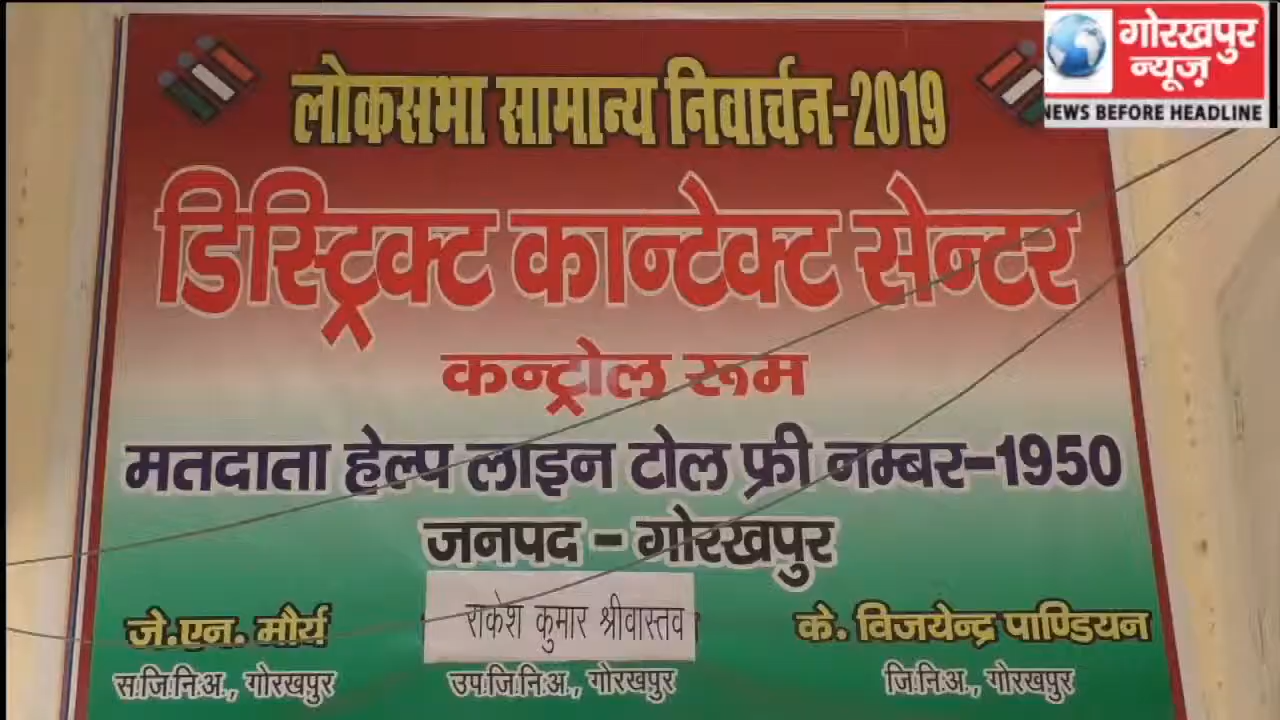 गोरखपुर
न्यूज़
NEWS BEFORE HEADLINE
लोकसभा सामान्य निवार्चन-2019
डिस्ट्रिक्ट कान्टेक्ट सेन्टर
कन्ट्रोल रूम
मतदाता हेल्प लाइन टोल फ्री नम्बर-1950
जनपद - गोरखपुर
जे.एन. मौर्य राकेश कुमार श्रीवास्तव के. विजयेन्द्र पाण्डियन
स.जि.नि.अ., गोरखपुर उप.जि.नि.अ., गोरखपुर जि.नि.अ., गोरखपुर